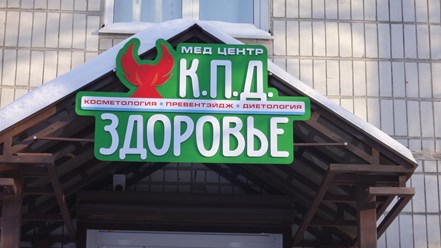 МЕД ЦЕНТР
К.П.Д.
КОСМЕТОЛОГИЯ • ПРЕВЕНТЭЙДЖ • ДИЕТОЛОГИЯ
ЗДОРОВЬЕ